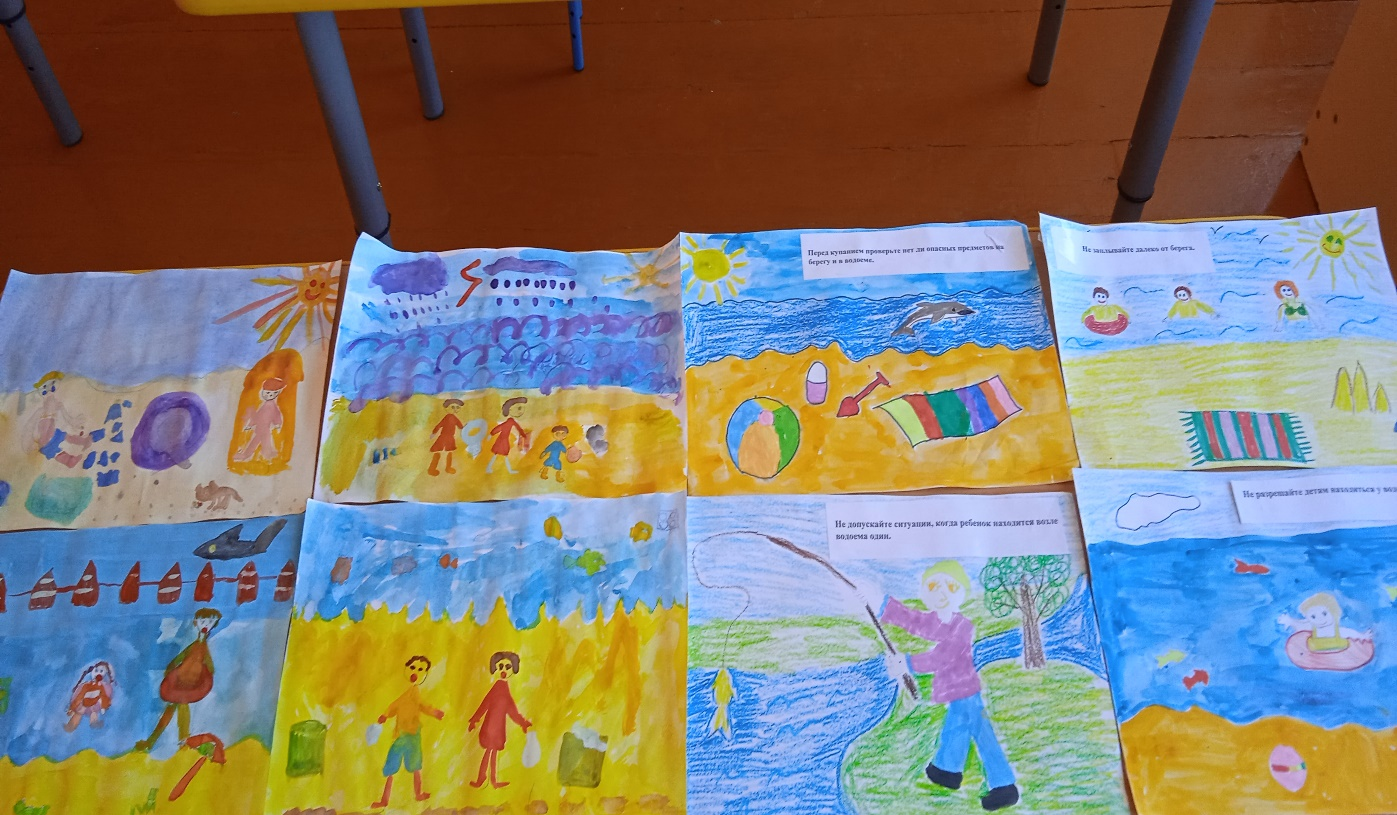 Перед купанием проверьте нет ли опасных предметов на
берегу и в водоеме.
Не заплывайте далеко от берега.
Не допускайте ситуации, когда ребенок находится возле
водоема один.
Не разрешайте детям находиться у